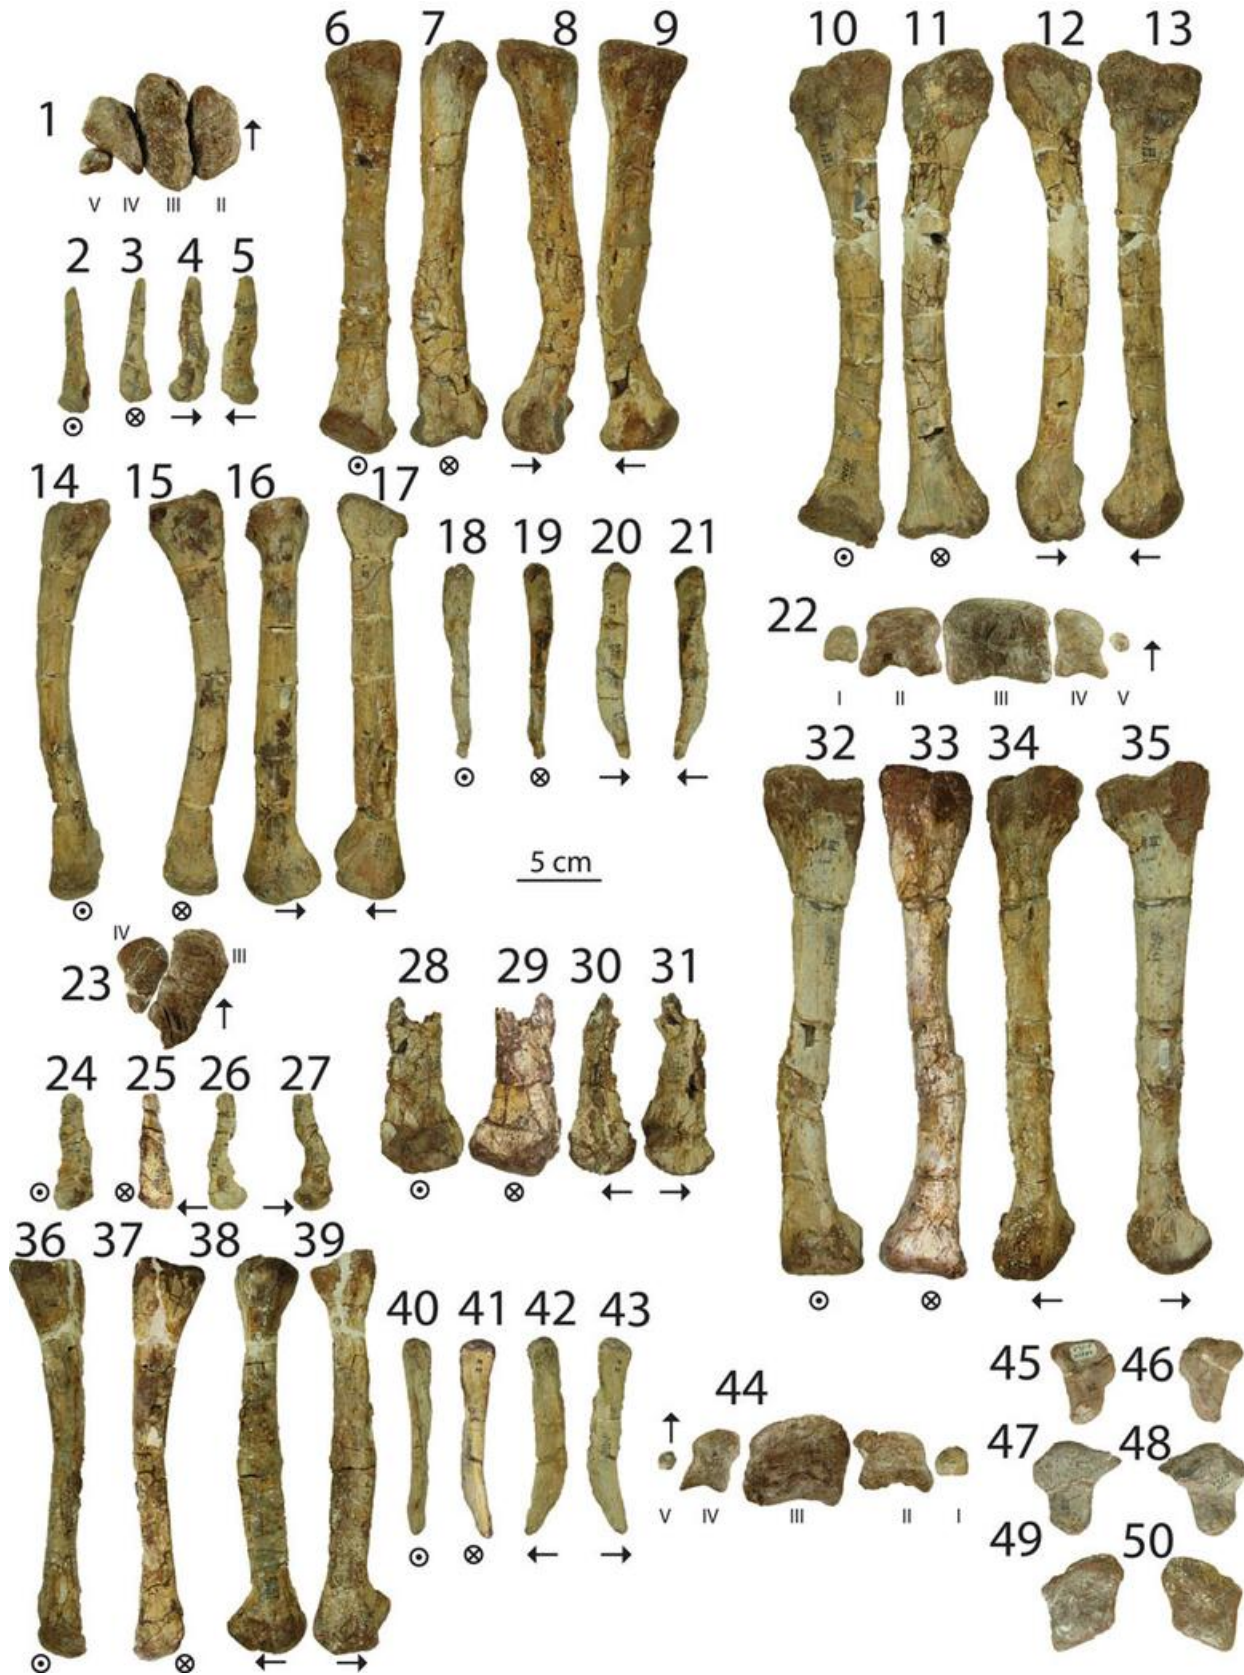 6 7 8 9 10 11 12 13
1
V IV III II
2 3 4 5
14 15 16 17
18 19 20 21
22
I II III IV V
32 33 34 35
5 cm
IV
III
23
28 29 30 31
24 25 26 27
36 37 38 39
40 41 42 43
44
V IV III II I
45 46
47 48
49 50